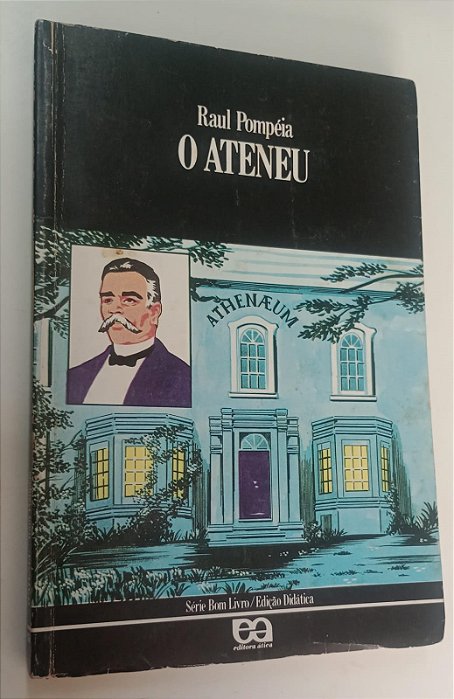 Raul Pompéia
O ATENEU
ATHENÆUM
Série Bom Livro/Edição Didática
editora ática